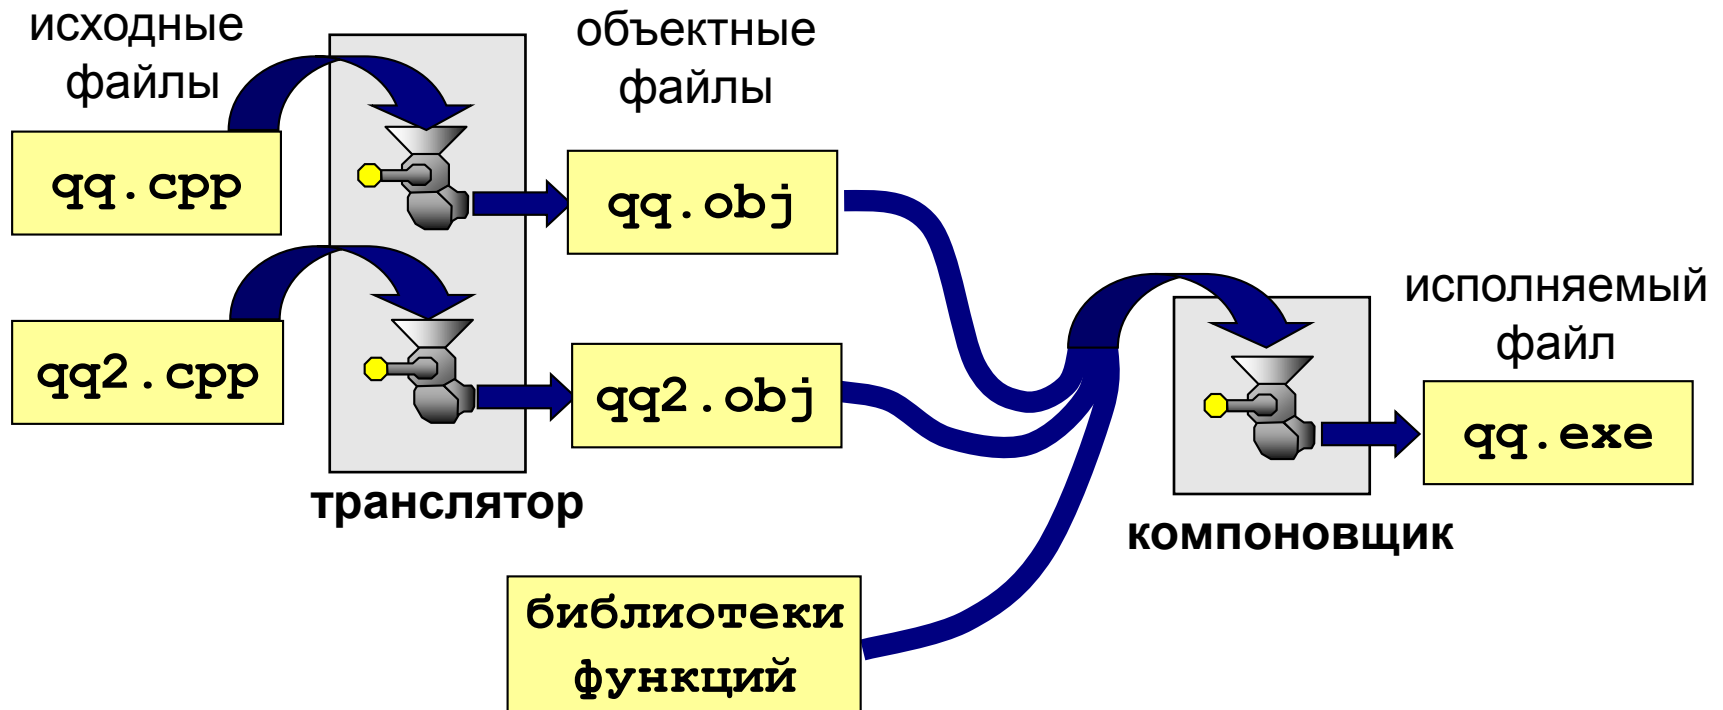 исходные
файлы
объектные
файлы
qq.cpp
qq.obj
qq2.cpp
qq2.obj
транслятор
библиотеки
функций
исполняемый
файл
qq.exe
компоновщик